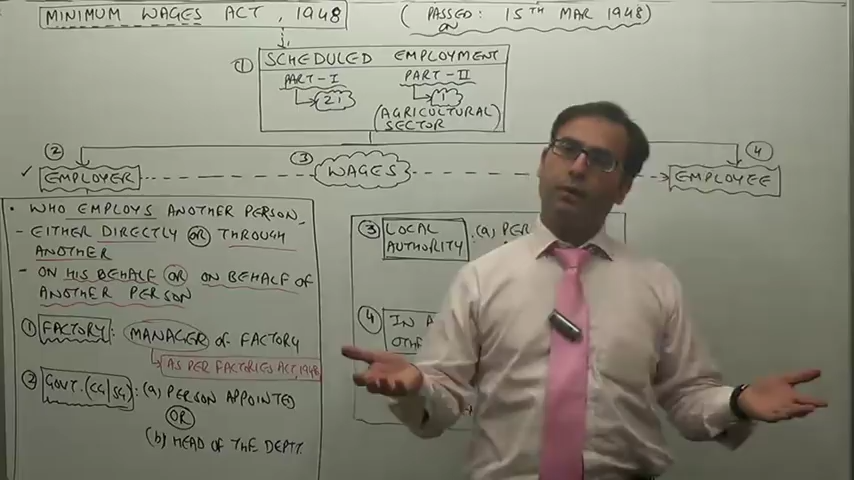 MINIMUM WAGES ACT, 1948 (PASSED: 15TH MAR 1948)
ON
① SCHEDULED EMPLOYMENT
PART-I PART-II
21 1
(AGRICULTURAL SECTOR)
② ③ ④
✓ EMPLOYER WAGES EMPLOYEE
• WHO EMPLOYS ANOTHER PERSON,
- EITHER DIRECTLY OR THROUGH
ANOTHER
- ON HIS BEHALF OR ON BEHALF OF
ANOTHER PERSON
① FACTORY: MANAGER OF FACTORY
AS PER FACTORIES ACT, 1948
② GOVT. (CG/SG): (a) PERSON APPOINTED
OR
(b) HEAD OF THE DEPTT.
③ LOCAL AUTHORITY : (a) PER
④ IN A
OTHE